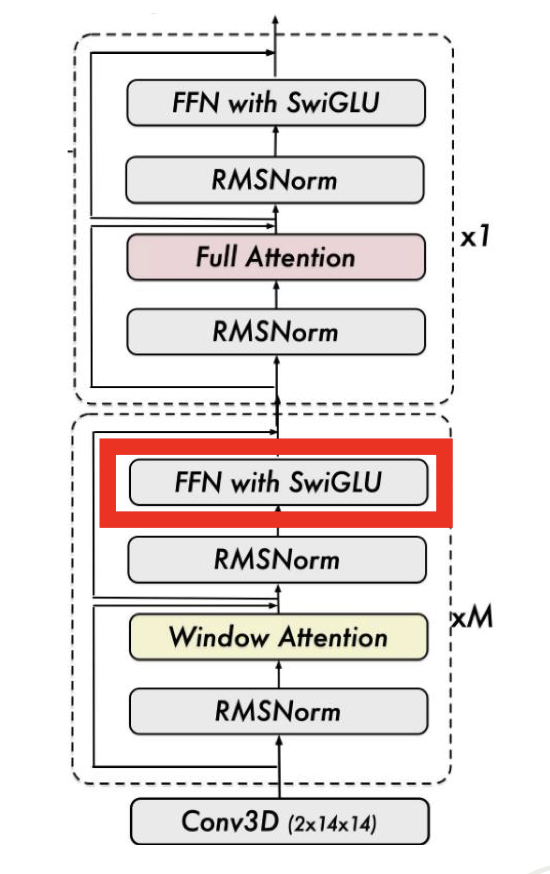 FFN with SwiGLU
RMSNorm
x1
Full Attention
RMSNorm
FFN with SwiGLU
RMSNorm
xM
Window Attention
RMSNorm
Conv3D (2x14x14)